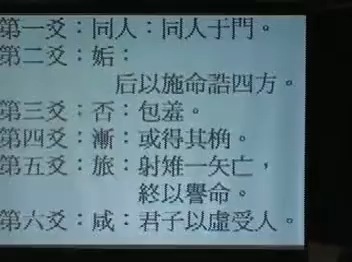 第一爻：同人：同人于門。
第二爻：姤：
后以施命誥四方。
第三爻：否：包羞。
第四爻：漸：或得其桷。
第五爻：旅：射雉一矢亡，
終以譽命。
第六爻：咸：君子以虛受人。